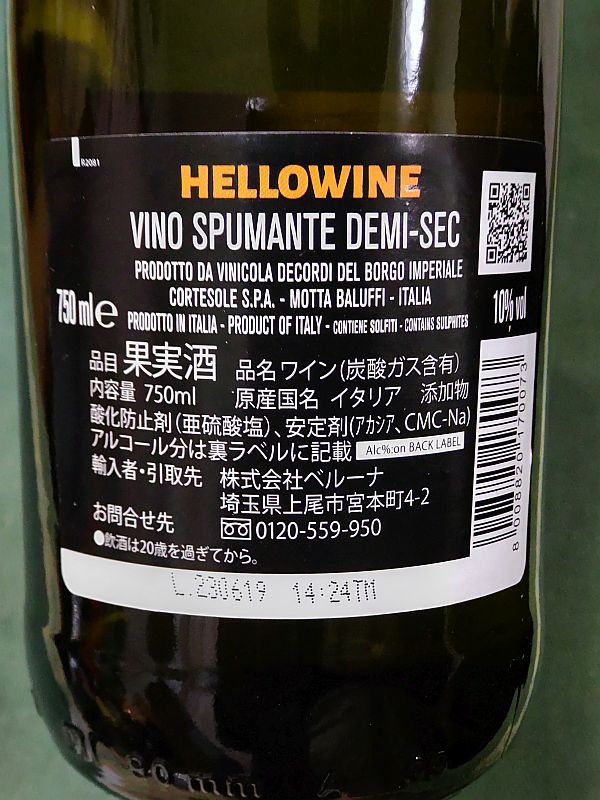 R2081
HELLOWINE
VINO SPUMANTE DEMI-SEC
PRODOTTO DA VINICOLA DECORDI DEL BORGO IMPERIALE
CORTESOLE S.P.A. - MOTTA BALUFFI - ITALIA
750 ml e
PRODOTTO IN ITALIA - PRODUCT OF ITALY - CONTIENE SOLFITI - CONTAINS SULPHITES
10% vol
品目 果実酒 品名 ワイン(炭酸ガス含有)
内容量 750ml 原産国名 イタリア 添加物
酸化防止剤(亜硫酸塩)、安定剤(アカシア、CMC-Na)
アルコール分は裏ラベルに記載 Alc%:on BACK LABEL
輸入者・引取先 株式会社ベルーナ
埼玉県上尾市宮本町4-2
お問合せ先 0120-559-950
●飲酒は20歳を過ぎてから。
8 008820 170073
L.230619 14:24TM
80 mm